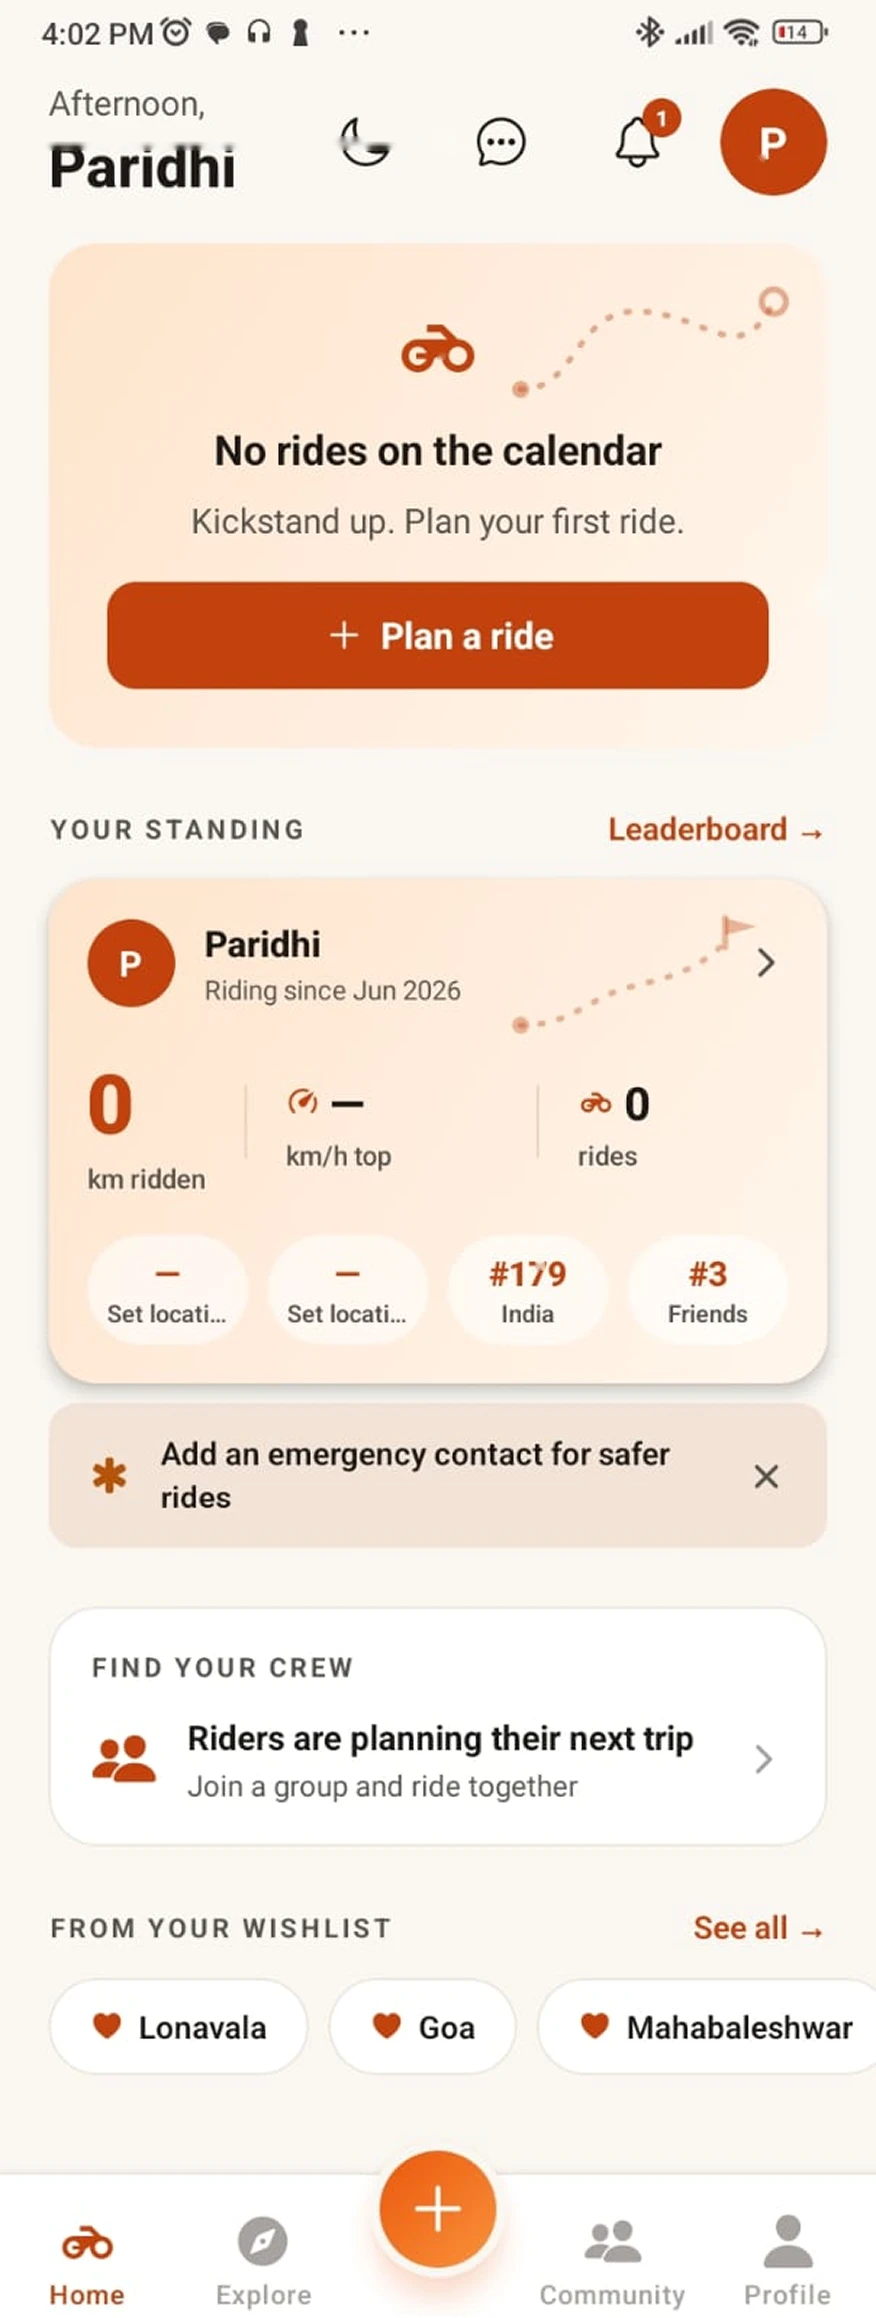 4:02 PM
14
Afternoon,
Paridhi
1
P
No rides on the calendar
Kickstand up. Plan your first ride.
+ Plan a ride
YOUR STANDING
Leaderboard →
P
Paridhi
Riding since Jun 2026
0
km ridden
–
km/h top
0
rides
–
Set locati...
–
Set locati...
#179
India
#3
Friends
Add an emergency contact for safer
rides
FIND YOUR CREW
Riders are planning their next trip
Join a group and ride together
FROM YOUR WISHLIST
See all →
Lonavala
Goa
Mahabaleshwar
Home
Explore
Community
Profile